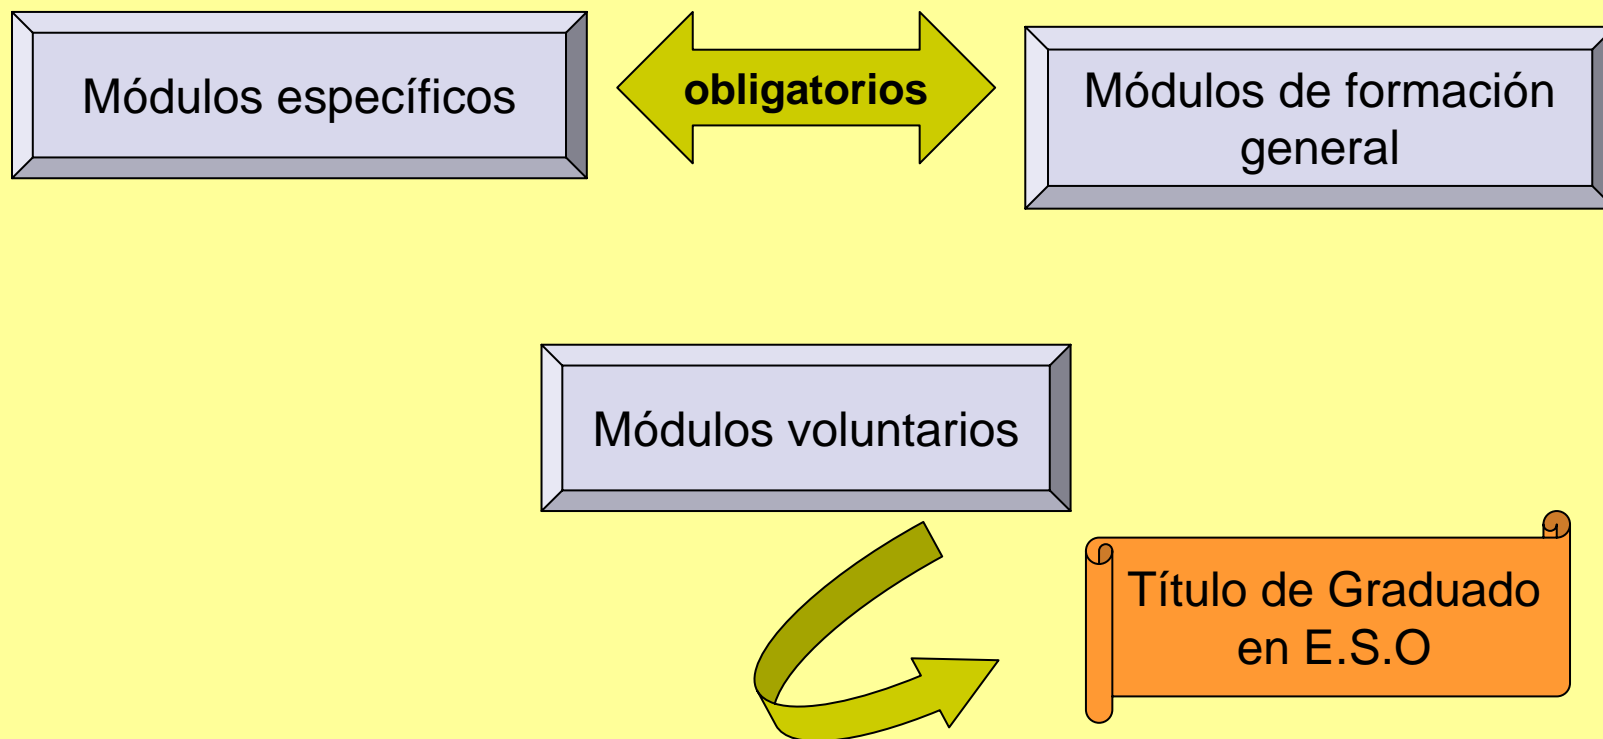 Módulos específicos
obligatorios
Módulos de formación
general
Módulos voluntarios
Título de Graduado
en E.S.O